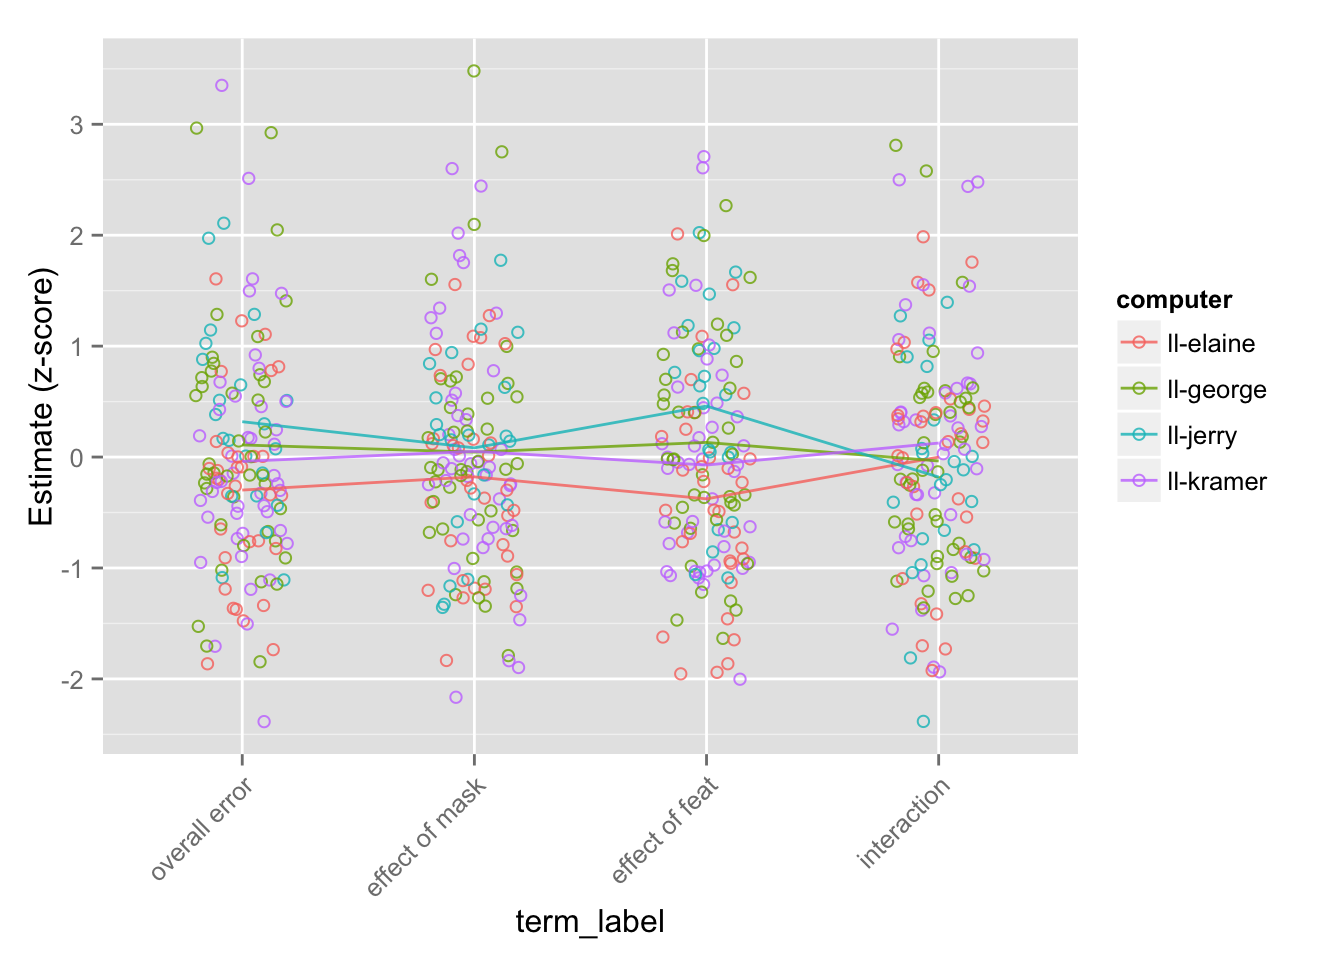 Estimate (z-score)
3
2
1
0
-1
-2
overall error
effect of mask
effect of feat
interaction
term_label
computer
ll-elaine
ll-george
ll-jerry
ll-kramer